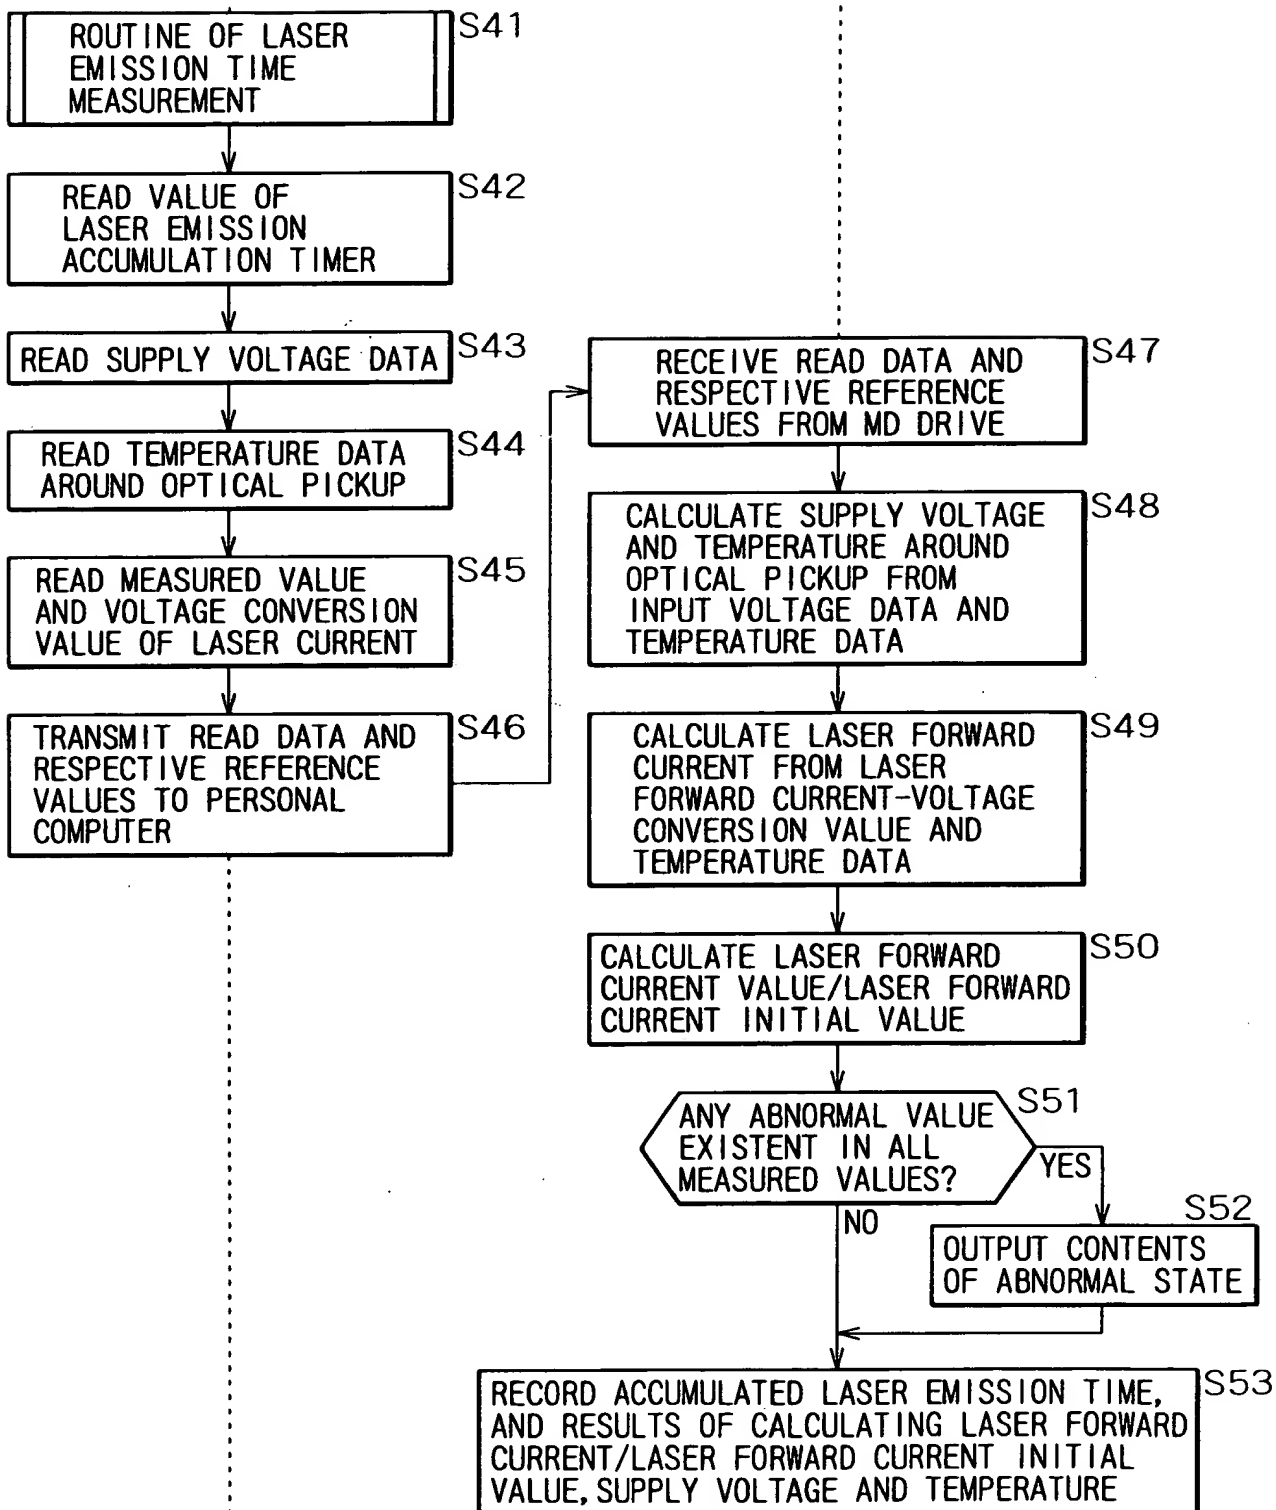 ROUTINE OF LASER
EMISSION TIME
MEASUREMENT
S41
READ VALUE OF
LASER EMISSION
ACCUMULATION TIMER
S42
READ SUPPLY VOLTAGE DATA
S43
READ TEMPERATURE DATA
AROUND OPTICAL PICKUP
S44
READ MEASURED VALUE
AND VOLTAGE CONVERSION
VALUE OF LASER CURRENT
S45
TRANSMIT READ DATA AND
RESPECTIVE REFERENCE
VALUES TO PERSONAL
COMPUTER
S46
RECEIVE READ DATA AND
RESPECTIVE REFERENCE
VALUES FROM MD DRIVE
S47
CALCULATE SUPPLY VOLTAGE
AND TEMPERATURE AROUND
OPTICAL PICKUP FROM
INPUT VOLTAGE DATA AND
TEMPERATURE DATA
S48
CALCULATE LASER FORWARD
CURRENT FROM LASER
FORWARD CURRENT-VOLTAGE
CONVERSION VALUE AND
TEMPERATURE DATA
S49
CALCULATE LASER FORWARD
CURRENT VALUE/LASER FORWARD
CURRENT INITIAL VALUE
S50
ANY ABNORMAL VALUE
EXISTENT IN ALL
MEASURED VALUES?
S51
YES
NO
S52
OUTPUT CONTENTS
OF ABNORMAL STATE
RECORD ACCUMULATED LASER EMISSION TIME,
AND RESULTS OF CALCULATING LASER FORWARD
CURRENT/LASER FORWARD CURRENT INITIAL
VALUE, SUPPLY VOLTAGE AND TEMPERATURE
S53